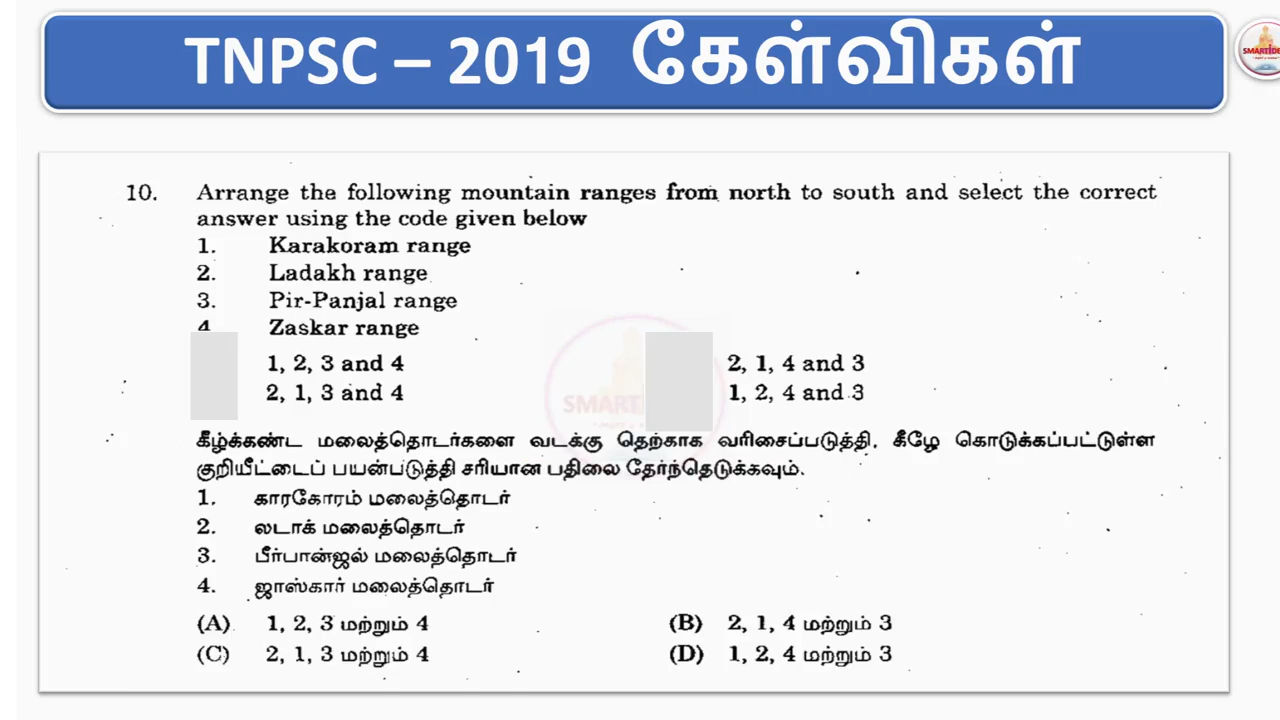 TNPSC – 2019 கேள்விகள்
SMART IDE
10. Arrange the following mountain ranges from north to south and select the correct
answer using the code given below
1. Karakoram range
2. Ladakh range
3. Pir-Panjal range
4. Zaskar range
1, 2, 3 and 4 2, 1, 4 and 3
2, 1, 3 and 4 1, 2, 4 and 3
SMART
கீழ்க்கண்ட மலைத்தொடர்களை வடக்கு தெற்காக வரிசைப்படுத்தி, கீழே கொடுக்கப்பட்டுள்ள
குறியீட்டைப் பயன்படுத்தி சரியான பதிலை தேர்ந்தெடுக்கவும்.
1. காரகோரம் மலைத்தொடர்
2. லடாக் மலைத்தொடர்
3. பீர்பான்ஜல் மலைத்தொடர்
4. ஜாஸ்கார் மலைத்தொடர்
(A) 1, 2, 3 மற்றும் 4 (B) 2, 1, 4 மற்றும் 3
(C) 2, 1, 3 மற்றும் 4 (D) 1, 2, 4 மற்றும் 3